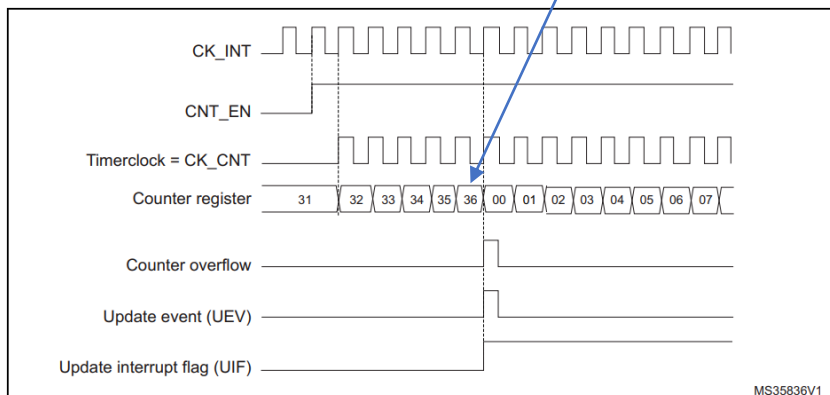 CK_INT
CNT_EN
Timerclock = CK_CNT
Counter register 31 32 33 34 35 36 00 01 02 03 04 05 06 07
Counter overflow
Update event (UEV)
Update interrupt flag (UIF)
MS35836V1